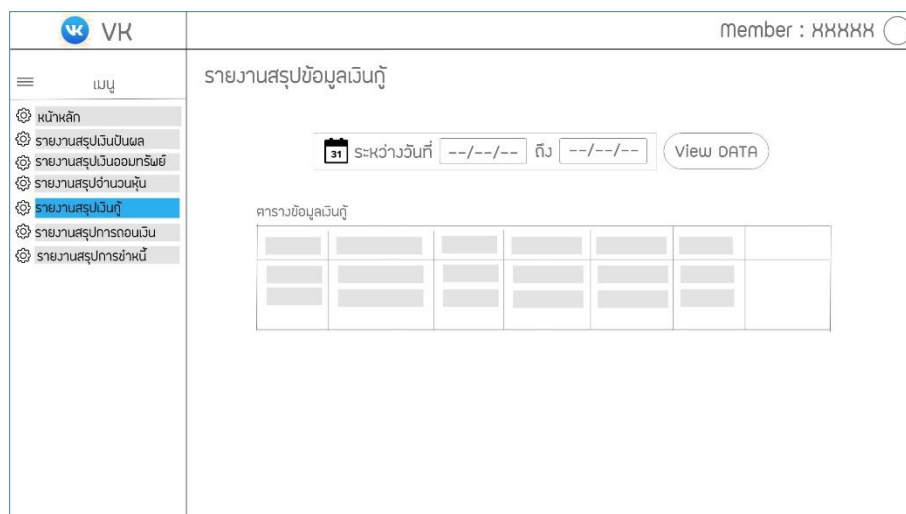 VK
Member : XXXXX
เมนู
หน้าหลัก
รายงานสรุปเงินปันผล
รายงานสรุปเงินออมทรัพย์
รายงานสรุปจำนวนหุ้น
รายงานสรุปเงินกู้
รายงานสรุปการถอนเงิน
รายงานสรุปการชำหนี้
รายงานสรุปข้อมูลเงินกู้
31 ระหว่างวันที่ --/--/-- ถึง --/--/-- View DATA
ตารางข้อมูลเงินกู้